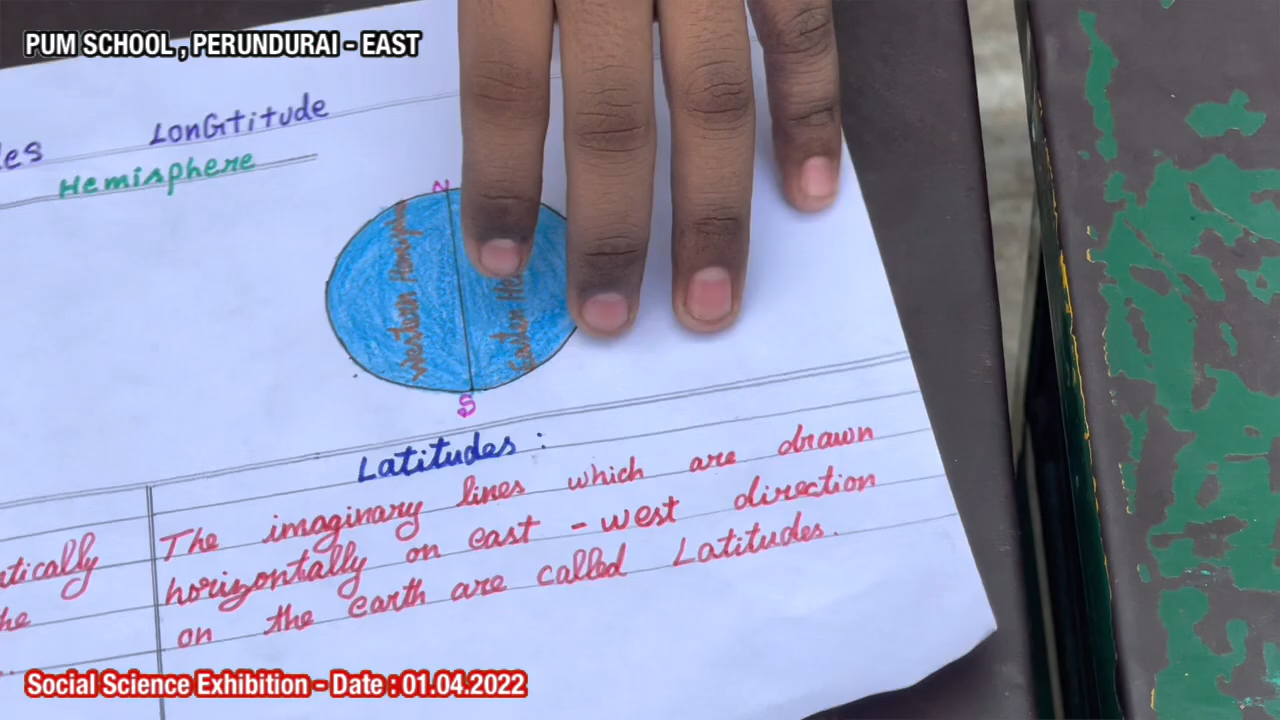 PUM SCHOOL , PERUNDURAI - EAST
LonGtitude
Hemisphere
N
Western
S
Latitudes :
The imaginary lines which are drawn
horizontally on east - west direction
on the earth are called Latitudes.
Social Science Exhibition - Date : 01.04.2022